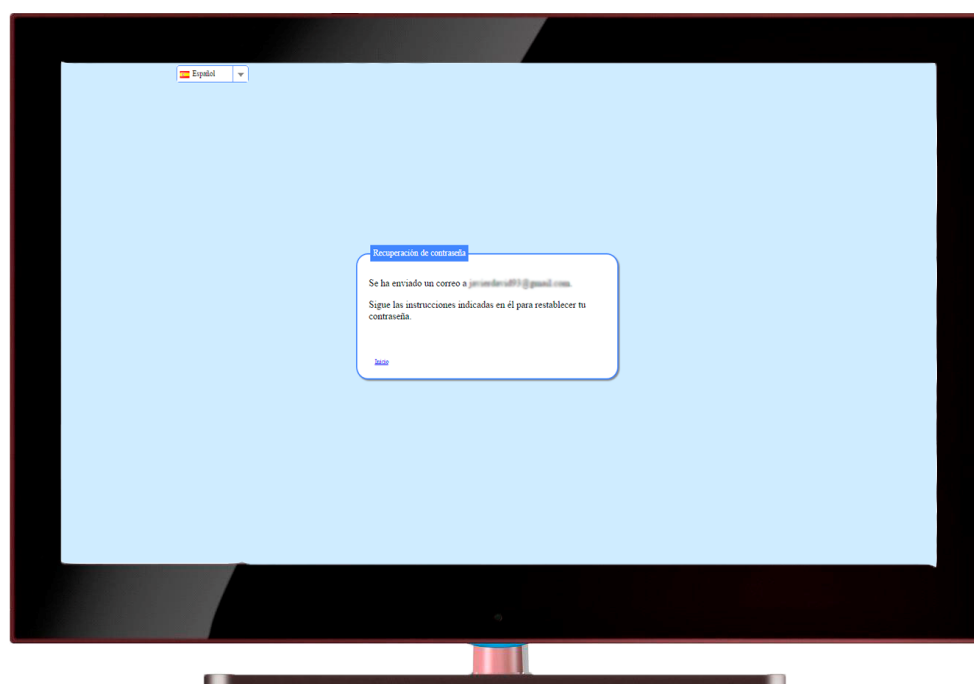 Español
Recuperación de contraseña
Se ha enviado un correo a
Sigue las instrucciones indicadas en él para restablecer tu
contraseña.
Inicio